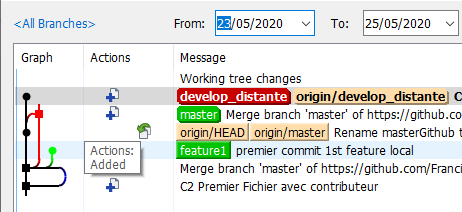 <All Branches> From: 23/05/2020 To: 25/05/2020
Graph Actions Message
Working tree changes
develop_distante origin/develop_distante C
master Merge branch 'master' of https://github.co
origin/HEAD origin/master Rename masterGithub t
Actions:
Added
feature1 premier commit 1st feature local
Merge branch 'master' of https://github.com/Franci
C2 Premier Fichier avec contributeur